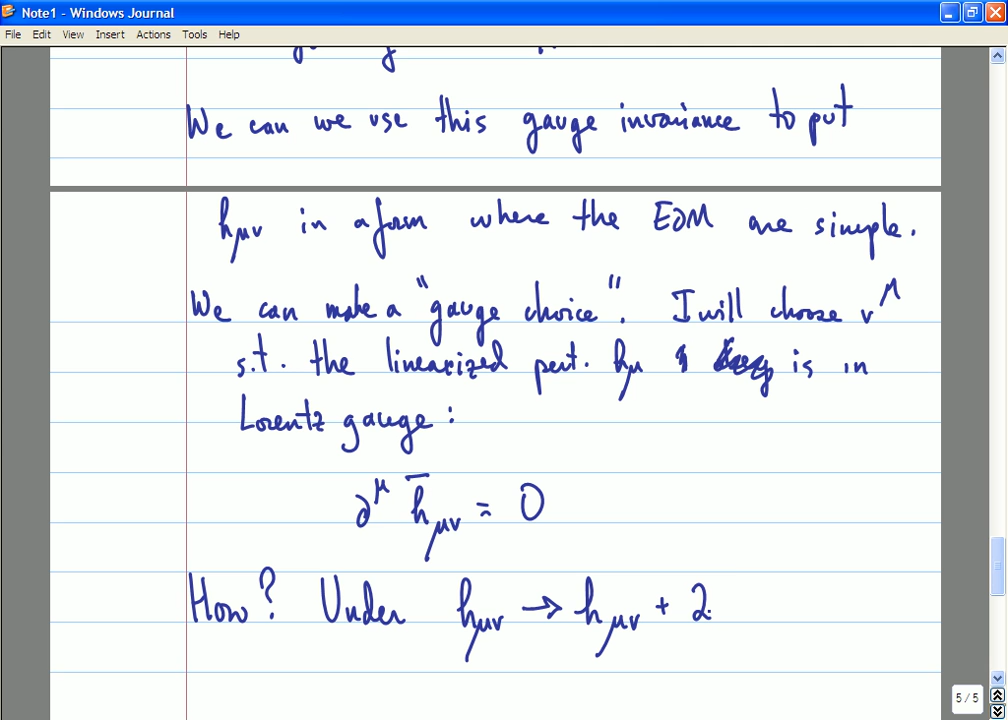 Note1 - Windows Journal
File Edit View Insert Actions Tools Help
We can we use this gauge invariance to put
hμν in a form where the EOM are simple.
We can make a "gauge choice". I will choose v^μ
s.t. the linearized pert. hμ is in
Lorentz gauge:
∂^μ h̄μν = 0
How? Under hμν → hμν + 2
5/5